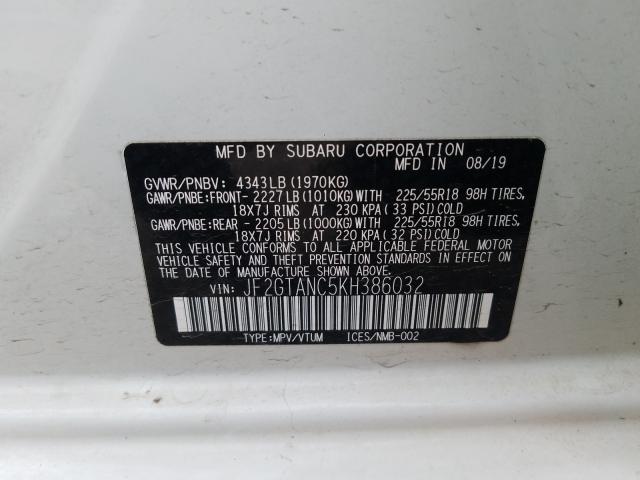 MFD BY SUBARU CORPORATION
MFD IN 08/19
GVWR/PNBV: 4343LB (1970KG)
GAWR/PNBE:FRONT- 2227LB (1010KG) WITH 225/55R18 98H TIRES,
18X7J RIMS AT 230 KPA (33 PSI) COLD
GAWR/PNBE:REAR - 2205LB (1000KG) WITH 225/55R18 98H TIRES,
18X7J RIMS AT 220 KPA (32 PSI) COLD
THIS VEHICLE CONFORMS TO ALL APPLICABLE FEDERAL MOTOR
VEHICLE SAFETY AND THEFT PREVENTION STANDARDS IN EFFECT ON
THE DATE OF MANUFACTURE SHOWN ABOVE.
VIN: JF2GTANC5KH386032
TYPE:MPV/VTUM ICES/NMB-002